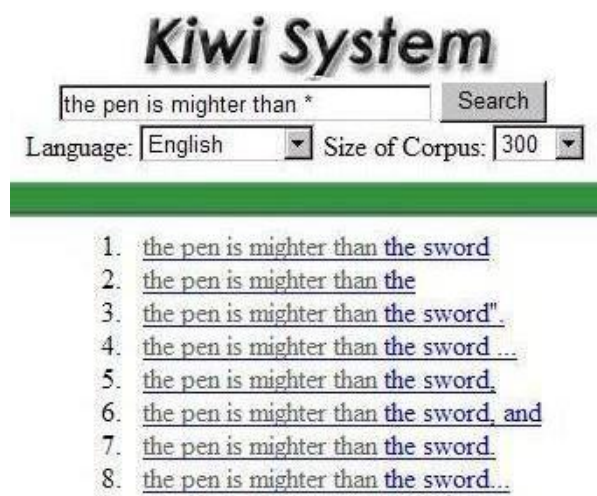 Kiwi System
the pen is mighter than * Search
Language: English Size of Corpus: 300
1. the pen is mighter than the sword
2. the pen is mighter than the
3. the pen is mighter than the sword".
4. the pen is mighter than the sword ...
5. the pen is mighter than the sword,
6. the pen is mighter than the sword, and
7. the pen is mighter than the sword.
8. the pen is mighter than the sword...